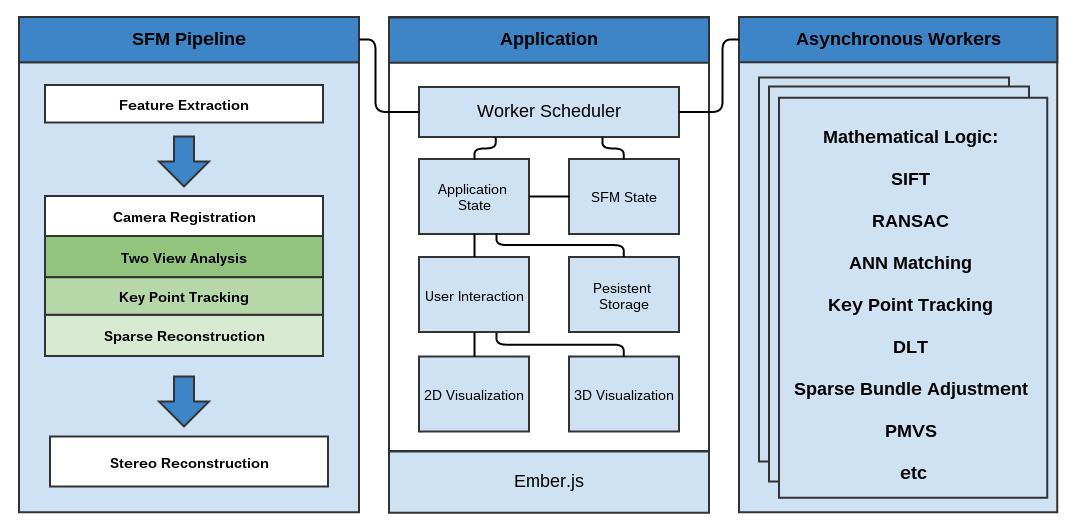 SFM Pipeline
Feature Extraction
Camera Registration
Two View Analysis
Key Point Tracking
Sparse Reconstruction
Stereo Reconstruction
Application
Worker Scheduler
Application
State
SFM State
User Interaction
Pesistent
Storage
2D Visualization
3D Visualization
Ember.js
Asynchronous Workers
Mathematical Logic:
SIFT
RANSAC
ANN Matching
Key Point Tracking
DLT
Sparse Bundle Adjustment
PMVS
etc